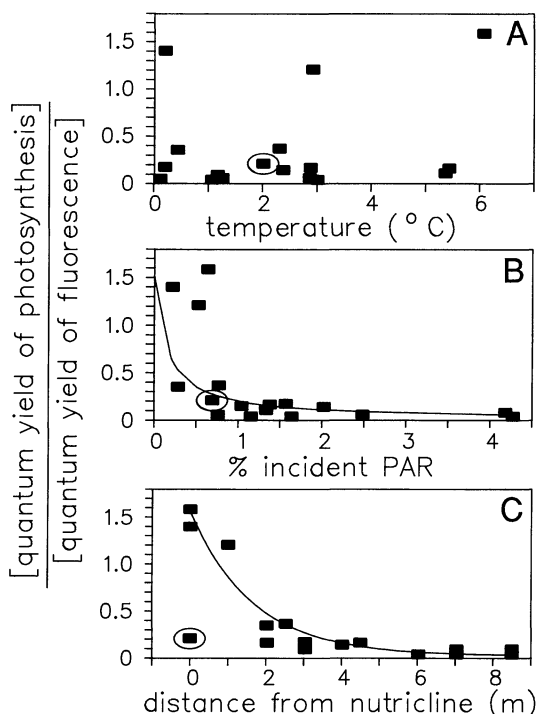 [quantum yield of photosynthesis]
[quantum yield of fluorescence]
A
1.5
1.0
0.5
0
0 2 4 6
temperature (°C)
B
1.5
1.0
0.5
0
0 1 2 3 4
% incident PAR
C
1.5
1.0
0.5
0
0 2 4 6 8
distance from nutricline (m)